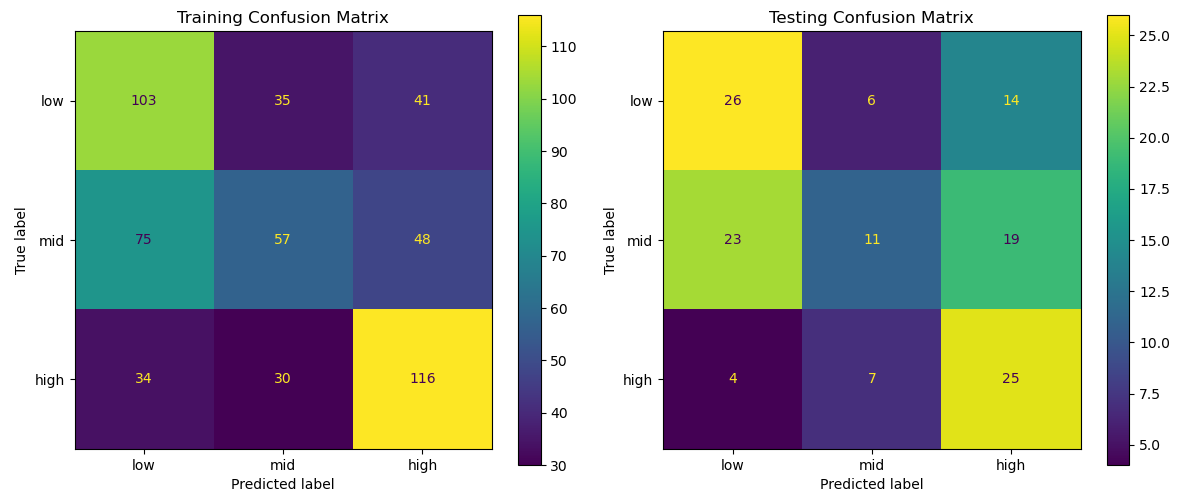 Training Confusion Matrix
True label
low
mid
high
103 35 41
75 57 48
34 30 116
low mid high
Predicted label
110
100
90
80
70
60
50
40
30
Testing Confusion Matrix
True label
low
mid
high
26 6 14
23 11 19
4 7 25
low mid high
Predicted label
25.0
22.5
20.0
17.5
15.0
12.5
10.0
7.5
5.0